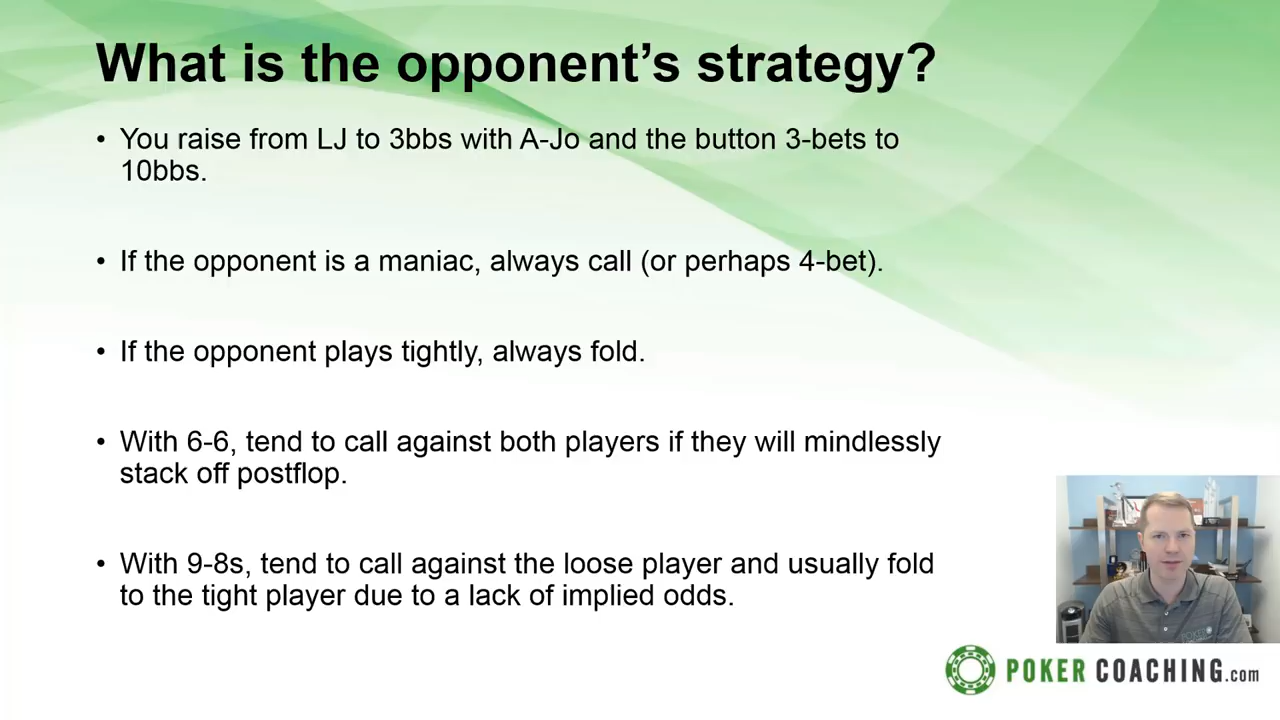 What is the opponent's strategy?
• You raise from LJ to 3bbs with A-Jo and the button 3-bets to
10bbs.
• If the opponent is a maniac, always call (or perhaps 4-bet).
• If the opponent plays tightly, always fold.
• With 6-6, tend to call against both players if they will mindlessly
stack off postflop.
• With 9-8s, tend to call against the loose player and usually fold
to the tight player due to a lack of implied odds.
POKER COACHING.com